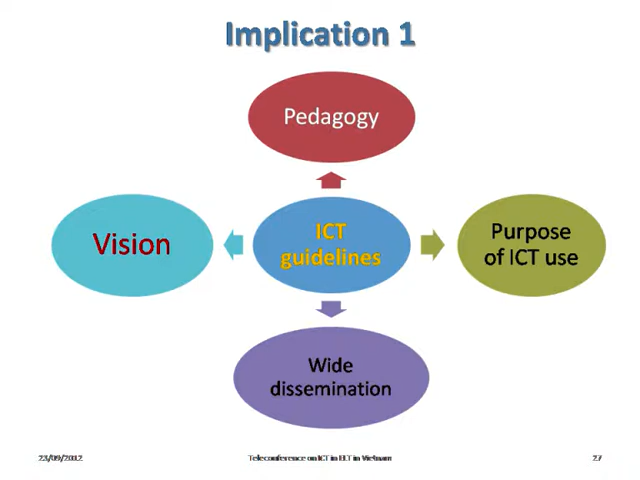 Implication 1
Pedagogy
Vision
ICT
guidelines
Purpose
of ICT use
Wide
dissemination
23/09/2012
Teleconference on ICT in ELT in Vietnam
27